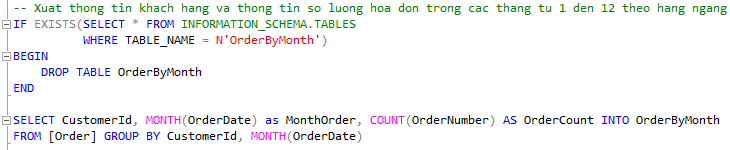 -- Xuat thong tin khach hang va thong tin so luong hoa don trong cac thang tu 1 den 12 theo hang ngang
IF EXISTS(SELECT * FROM INFORMATION_SCHEMA.TABLES
WHERE TABLE_NAME = N'OrderByMonth')
BEGIN
DROP TABLE OrderByMonth
END
SELECT CustomerId, MONTH(OrderDate) as MonthOrder, COUNT(OrderNumber) AS OrderCount INTO OrderByMonth
FROM [Order] GROUP BY CustomerId, MONTH(OrderDate)